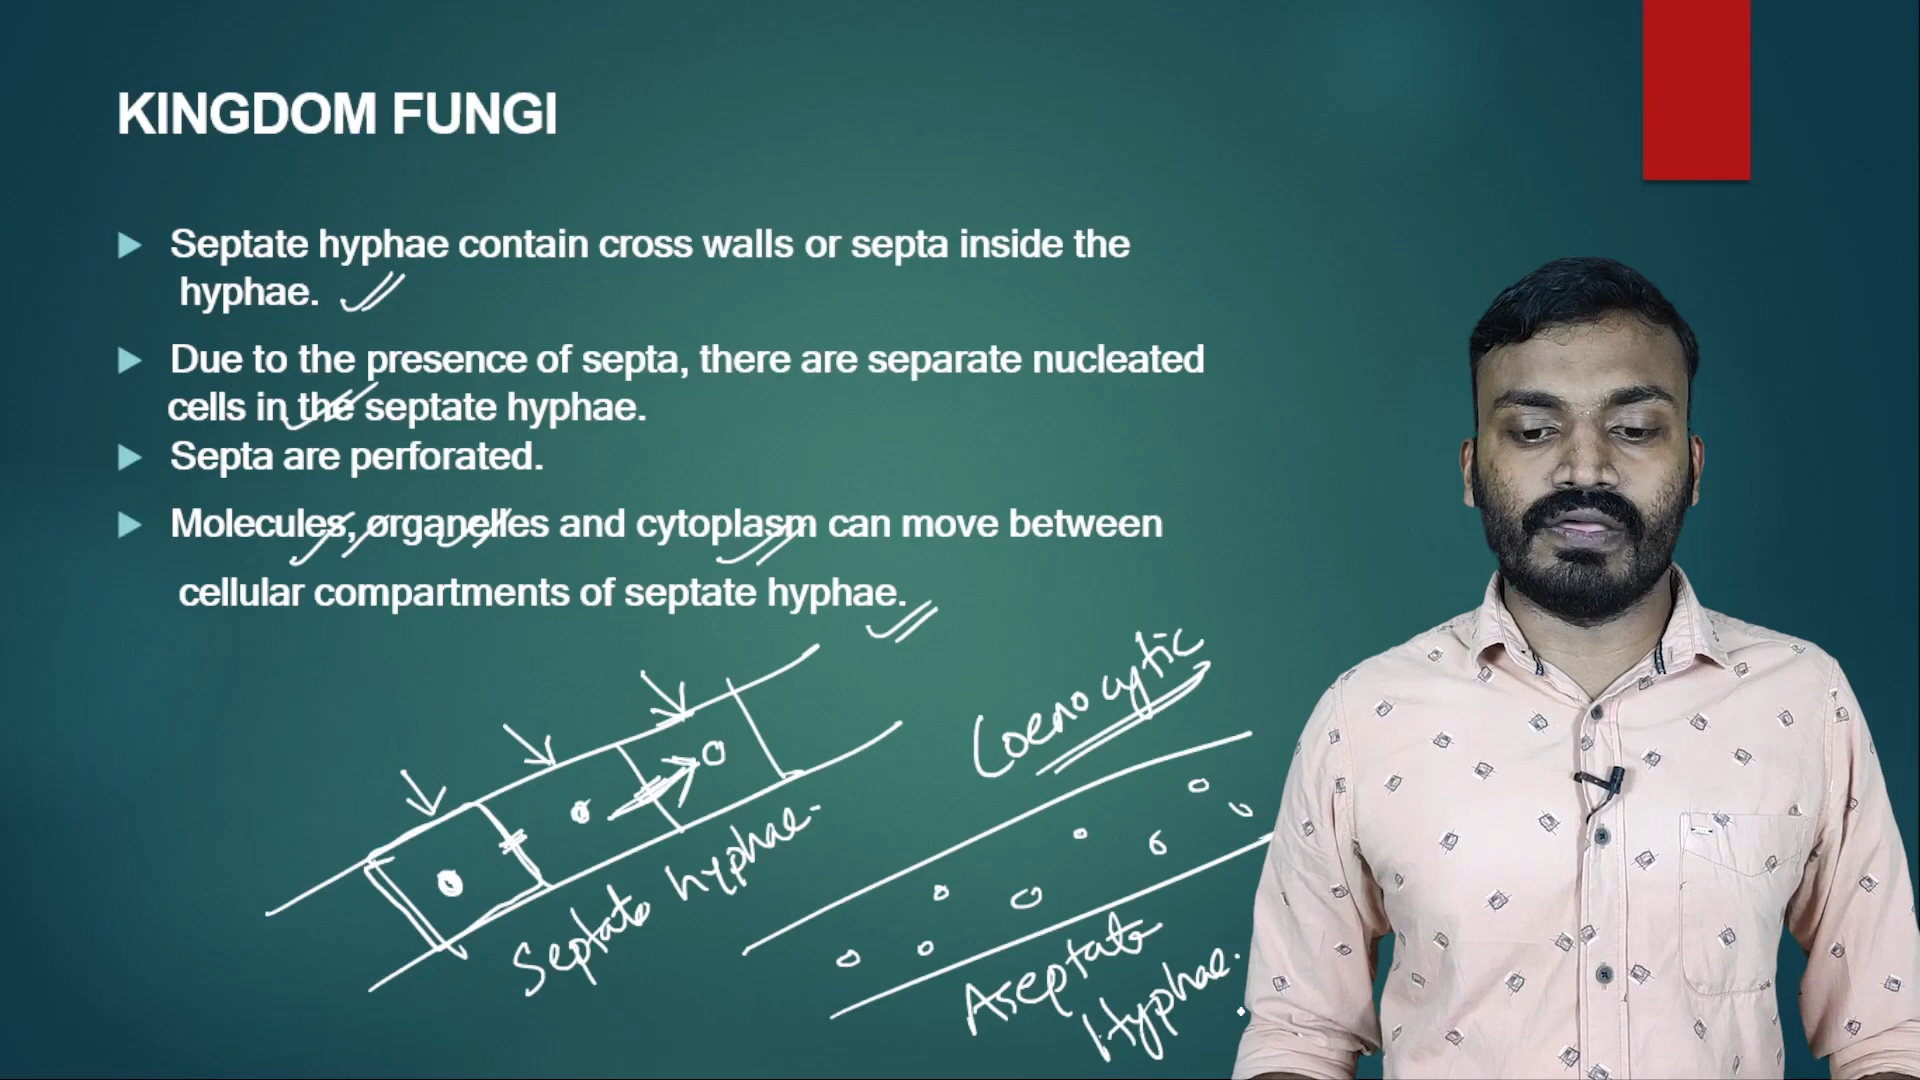 KINGDOM FUNGI
Septate hyphae contain cross walls or septa inside the
hyphae.
Due to the presence of septa, there are separate nucleated
cells in the septate hyphae.
Septa are perforated.
Molecules, organelles and cytoplasm can move between
cellular compartments of septate hyphae.
Coenocytic
Septate hyphae.
Aseptate
Hyphae.